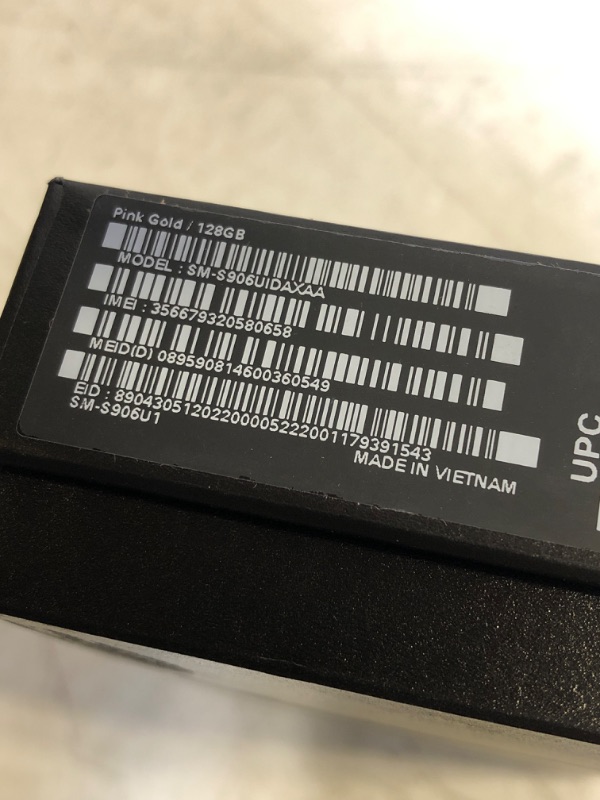 Pink Gold / 128GB
MODEL : SM-S906UIDAXAA
IMEI : 356679320580658
MEID(D) 089590814600360549
EID : 89043051202200005222001179391543
SM-S906U1
MADE IN VIETNAM
UPC